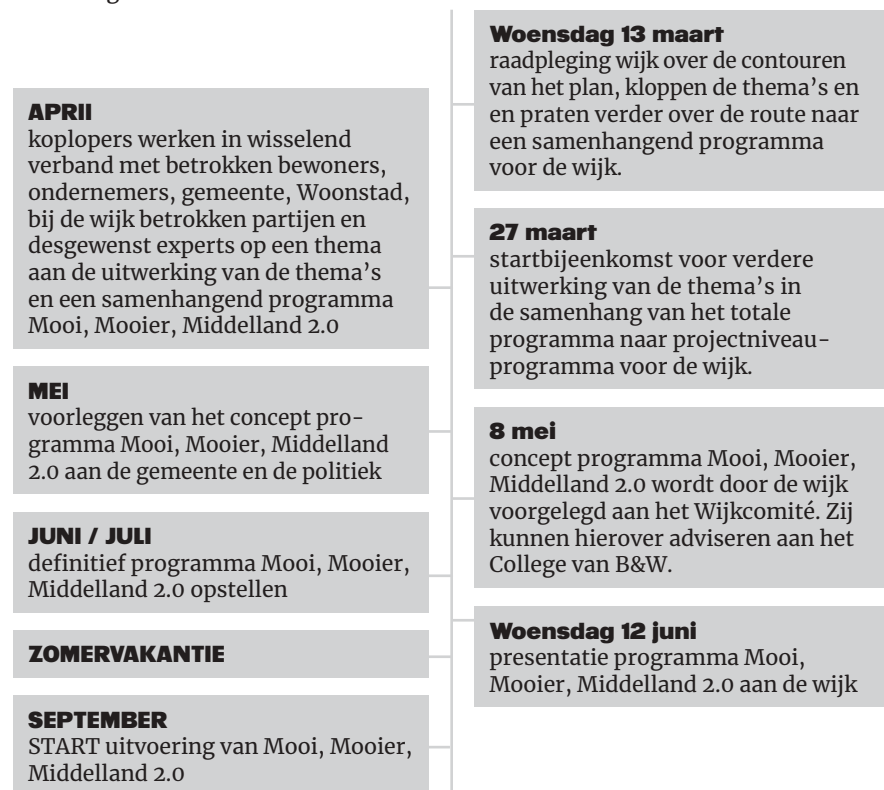 APRIl
koplopers werken in wisselend
verband met betrokken bewoners,
ondernemers, gemeente, Woonstad,
bij de wijk betrokken partijen en
desgewenst experts op een thema
aan de uitwerking van de thema's
en een samenhangend programma
Mooi, Mooier, Middelland 2.0
MEI
voorleggen van het concept pro-
gramma Mooi, Mooier, Middelland
2.0 aan de gemeente en de politiek
JUNI / JULI
definitief programma Mooi, Mooier,
Middelland 2.0 opstellen
ZOMERVAKANTIE
SEPTEMBER
START uitvoering van Mooi, Mooier,
Middelland 2.0
Woensdag 13 maart
raadpleging wijk over de contouren
van het plan, kloppen de thema's en
en praten verder over de route naar
een samenhangend programma
voor de wijk.
27 maart
startbijeenkomst voor verdere
uitwerking van de thema's in
de samenhang van het totale
programma naar projectniveau-
programma voor de wijk.
8 mei
concept programma Mooi, Mooier,
Middelland 2.0 wordt door de wijk
voorgelegd aan het Wijkcomité. Zij
kunnen hierover adviseren aan het
College van B&W.
Woensdag 12 juni
presentatie programma Mooi,
Mooier, Middelland 2.0 aan de wijk